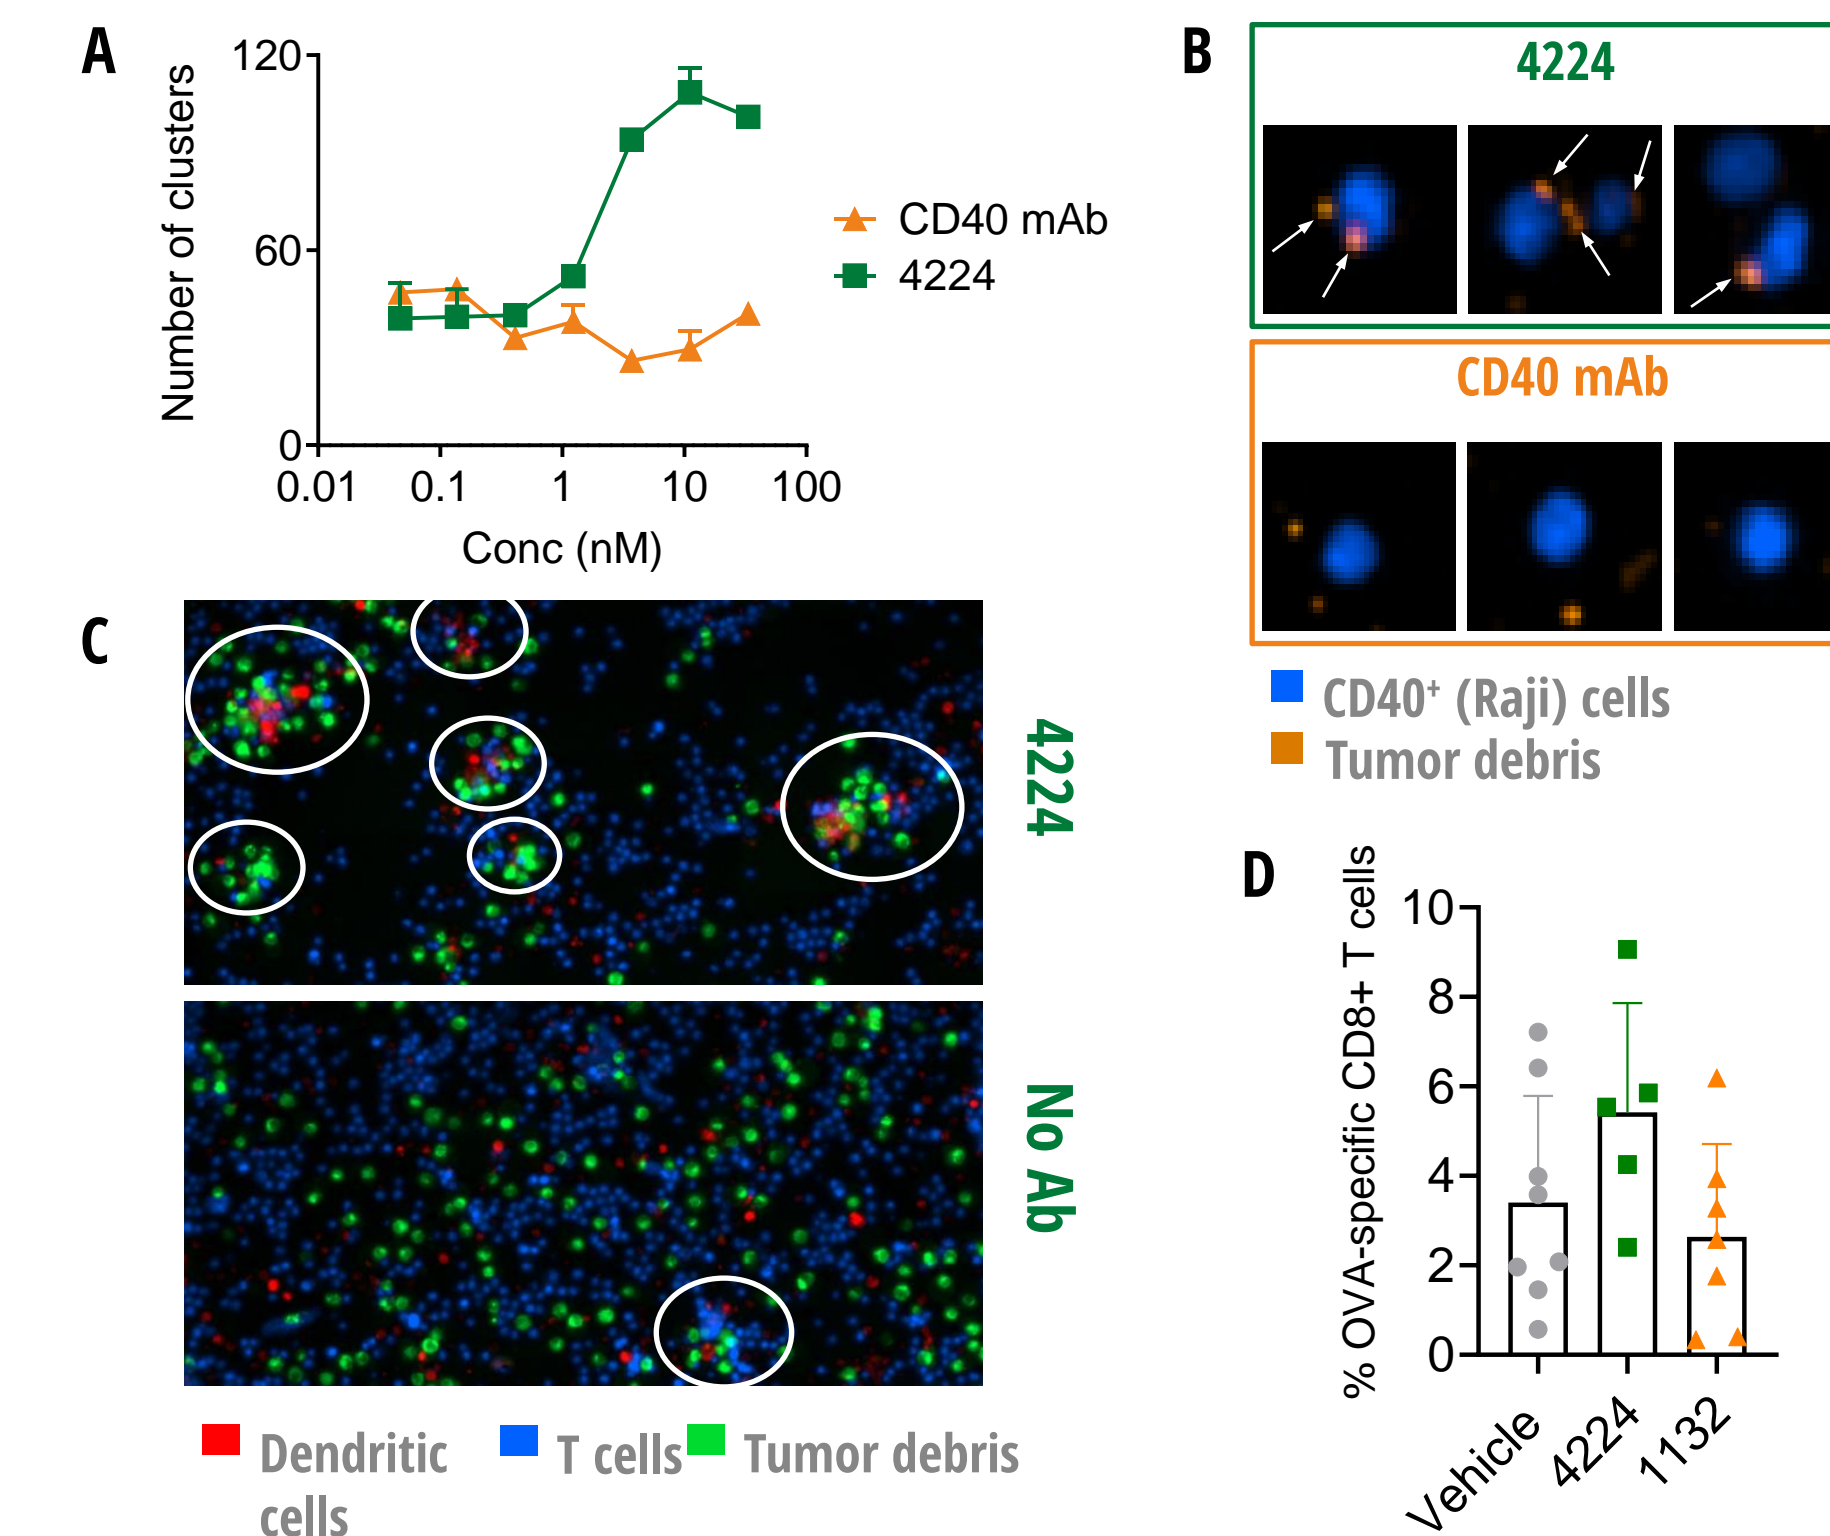 A
Number of clusters
120
60
0
0.01
0.1
1
10
100
Conc (nM)
CD40 mAb
4224
B
4224
CD40 mAb
CD40⁺ (Raji) cells
Tumor debris
C
4224
No Ab
Dendritic
cells
T cells
Tumor debris
D
% OVA-specific CD8+ T cells
10
8
6
4
2
0
Vehicle
4224
1132